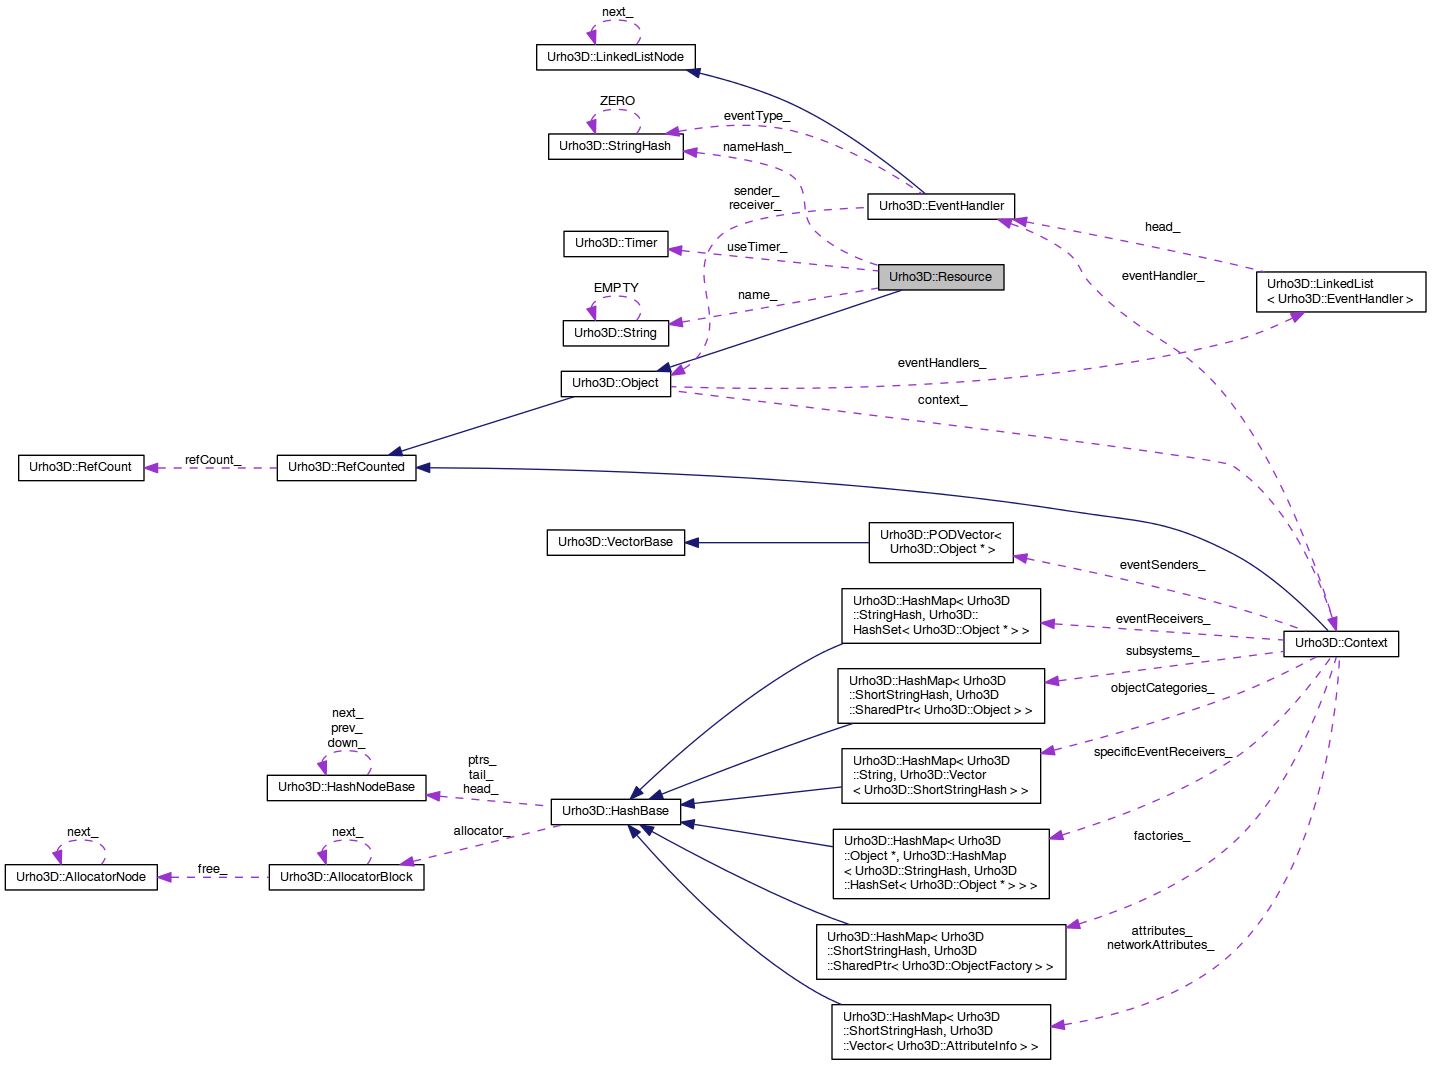 next_
Urho3D::LinkedListNode
ZERO
eventType_
Urho3D::StringHash
nameHash_
sender_
receiver_
Urho3D::EventHandler
head_
Urho3D::Timer
useTimer_
Urho3D::Resource
eventHandler_
Urho3D::LinkedList
< Urho3D::EventHandler >
EMPTY
name_
Urho3D::String
eventHandlers_
Urho3D::Object
context_
Urho3D::RefCount
refCount_
Urho3D::RefCounted
Urho3D::VectorBase
Urho3D::PODVector<
Urho3D::Object * >
eventSenders_
Urho3D::HashMap< Urho3D
::StringHash, Urho3D::
HashSet< Urho3D::Object * > >
eventReceivers_
Urho3D::Context
subsystems_
Urho3D::HashMap< Urho3D
::ShortStringHash, Urho3D
::SharedPtr< Urho3D::Object > >
objectCategories_
next_
prev_
down_
Urho3D::HashNodeBase
ptrs_
tail_
head_
Urho3D::HashMap< Urho3D
::String, Urho3D::Vector
< Urho3D::ShortStringHash > >
specificEventReceivers_
Urho3D::HashBase
allocator_
Urho3D::HashMap< Urho3D
::Object *, Urho3D::HashMap
< Urho3D::StringHash, Urho3D
::HashSet< Urho3D::Object * > > >
factories_
next_
Urho3D::AllocatorNode
free_
next_
Urho3D::AllocatorBlock
Urho3D::HashMap< Urho3D
::ShortStringHash, Urho3D
::SharedPtr< Urho3D::ObjectFactory > >
attributes_
networkAttributes_
Urho3D::HashMap< Urho3D
::ShortStringHash, Urho3D
::Vector< Urho3D::AttributeInfo > >